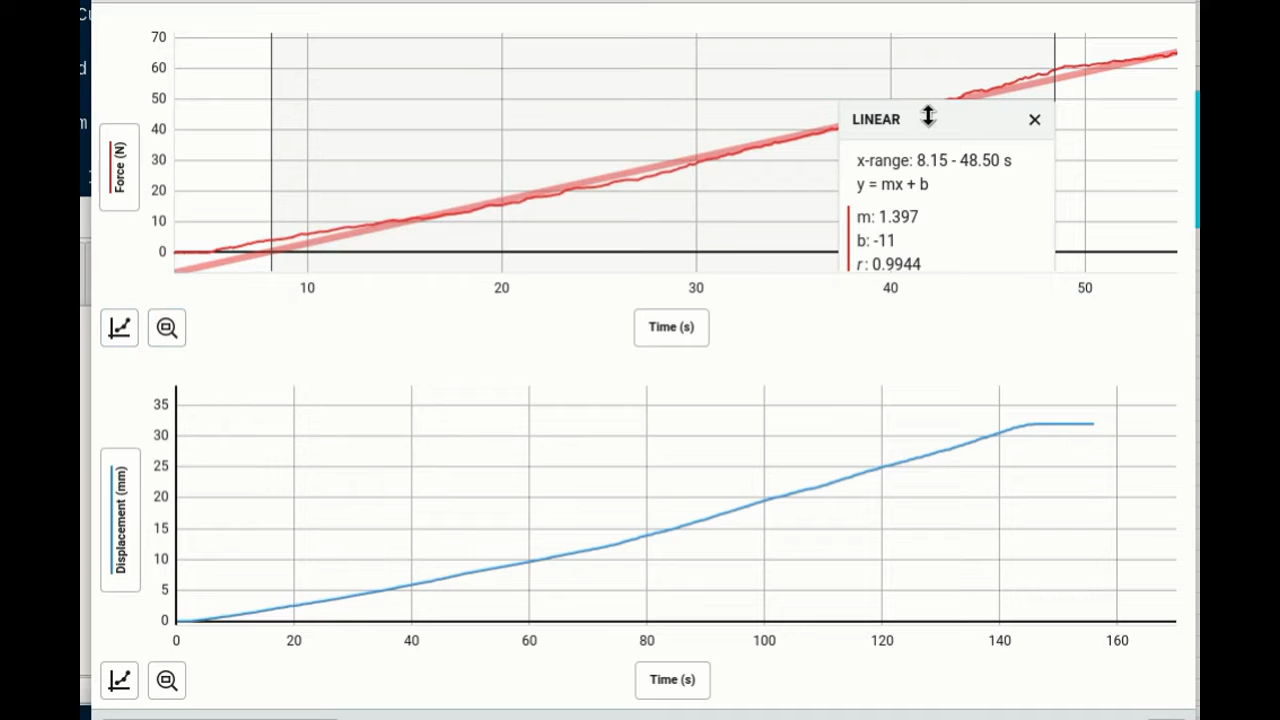 Cu
d
m
70
60
50
40
30
20
10
0
Force (N)
LINEAR
x-range: 8.15 - 48.50 s
y = mx + b
m: 1.397
b: -11
r: 0.9944
10 20 30 40 50
Time (s)
35
30
25
20
15
10
5
0
Displacement (mm)
0 20 40 60 80 100 120 140 160
Time (s)